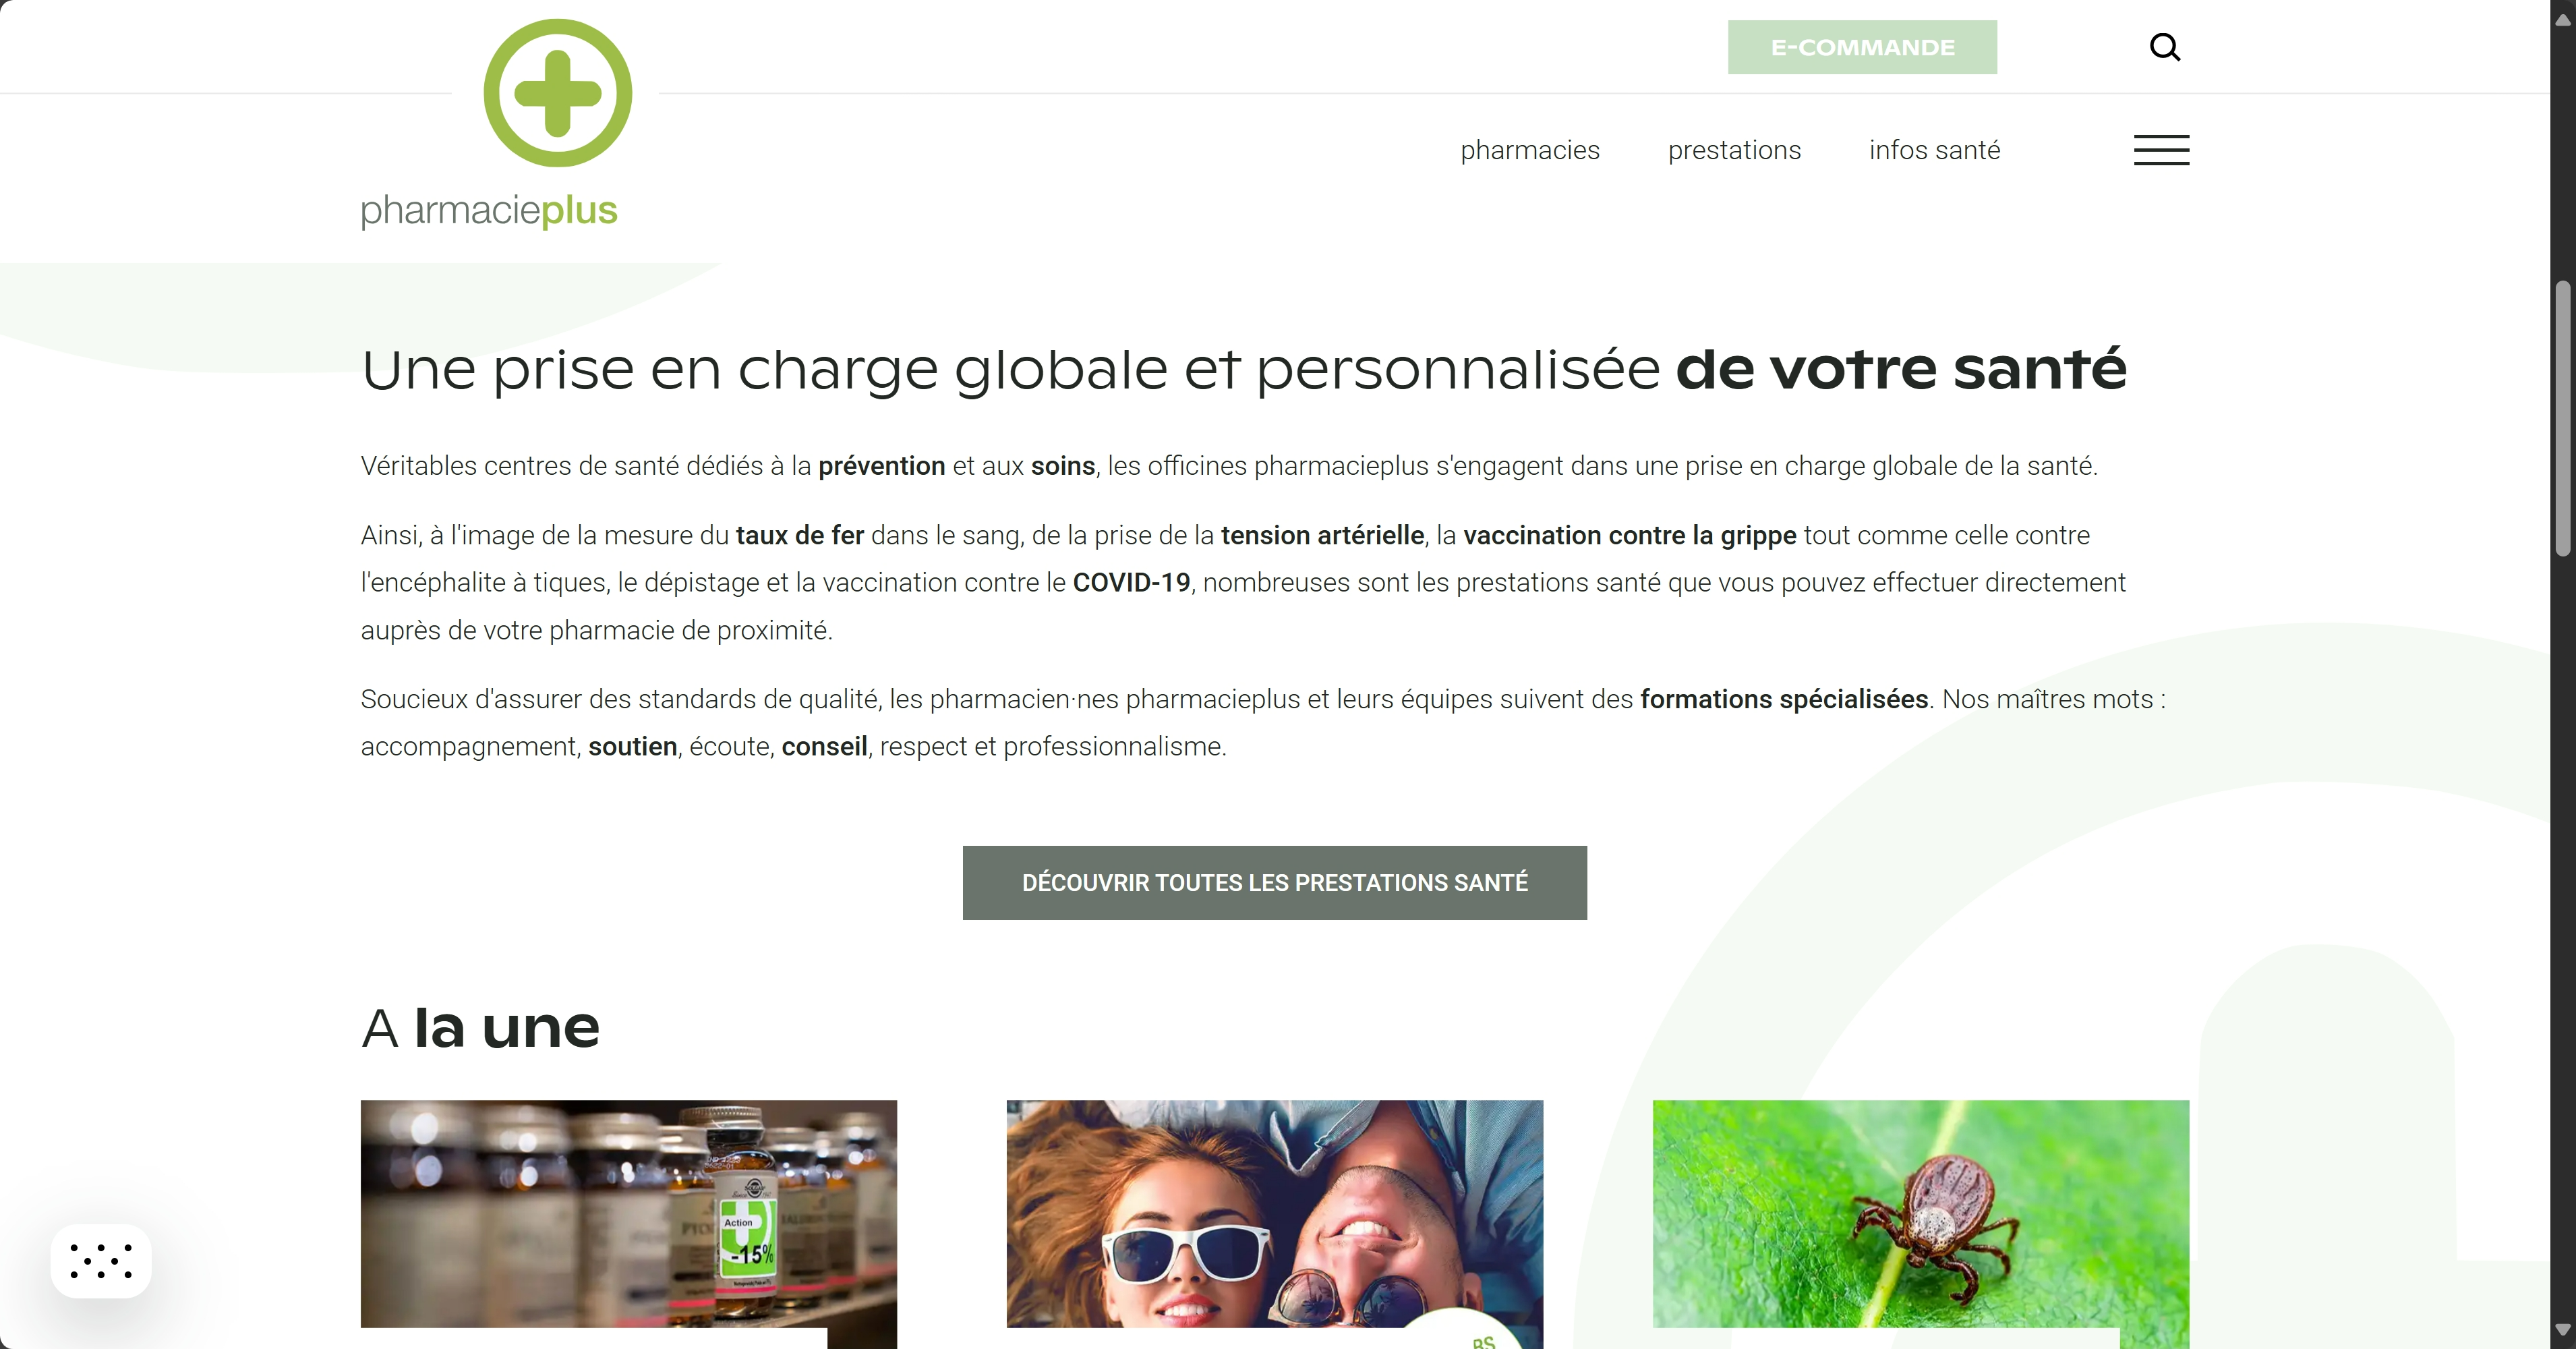 E-COMMANDE
pharmacies prestations infos santé
pharmacieplus
Une prise en charge globale et personnalisée de votre santé
Véritables centres de santé dédiés à la prévention et aux soins, les officines pharmacieplus s'engagent dans une prise en charge globale de la santé.
Ainsi, à l'image de la mesure du taux de fer dans le sang, de la prise de la tension artérielle, la vaccination contre la grippe tout comme celle contre
l'encéphalite à tiques, le dépistage et la vaccination contre le COVID-19, nombreuses sont les prestations santé que vous pouvez effectuer directement
auprès de votre pharmacie de proximité.
Soucieux d'assurer des standards de qualité, les pharmacien·nes pharmacieplus et leurs équipes suivent des formations spécialisées. Nos maîtres mots :
accompagnement, soutien, écoute, conseil, respect et professionnalisme.
DÉCOUVRIR TOUTES LES PRESTATIONS SANTÉ
A la une
SOLGAR
Action
-15%